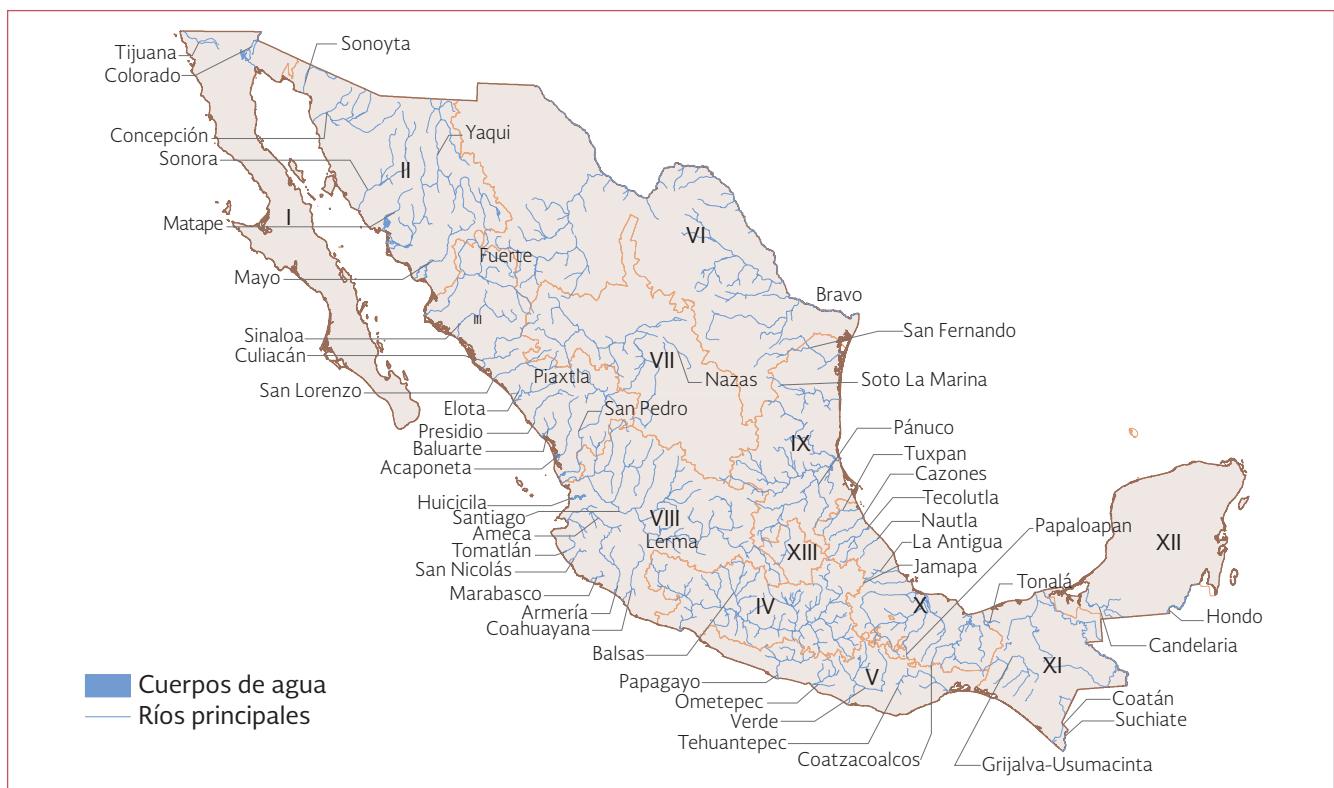 Tijuana
Colorado
Sonoyta
Concepción
Sonora
Yaqui
II
Matape
I
VI
Mayo
Fuerte
Bravo
III
Sinaloa
Culiacán
San Fernando
San Lorenzo
Piaxtla
VII
Nazas
Soto La Marina
Elota
San Pedro
Presidio
Baluarte
Acaponeta
Pánuco
IX
Tuxpan
Cazones
Huicicila
Santiago
Ameca
VIII
Tecolutla
Nautla
Papaloapan
Tomatlán
Lerma
XIII
La Antigua
XII
San Nicolás
Jamapa
Tonalá
Marabasco
Armería
IV
X
Hondo
Coahuayana
Candelaria
Balsas
XI
Papagayo
V
Cuerpos de agua
Ometepec
Coatán
Ríos principales
Verde
Suchiate
Tehuantepec
Coatzacoalcos
Grijalva-Usumacinta